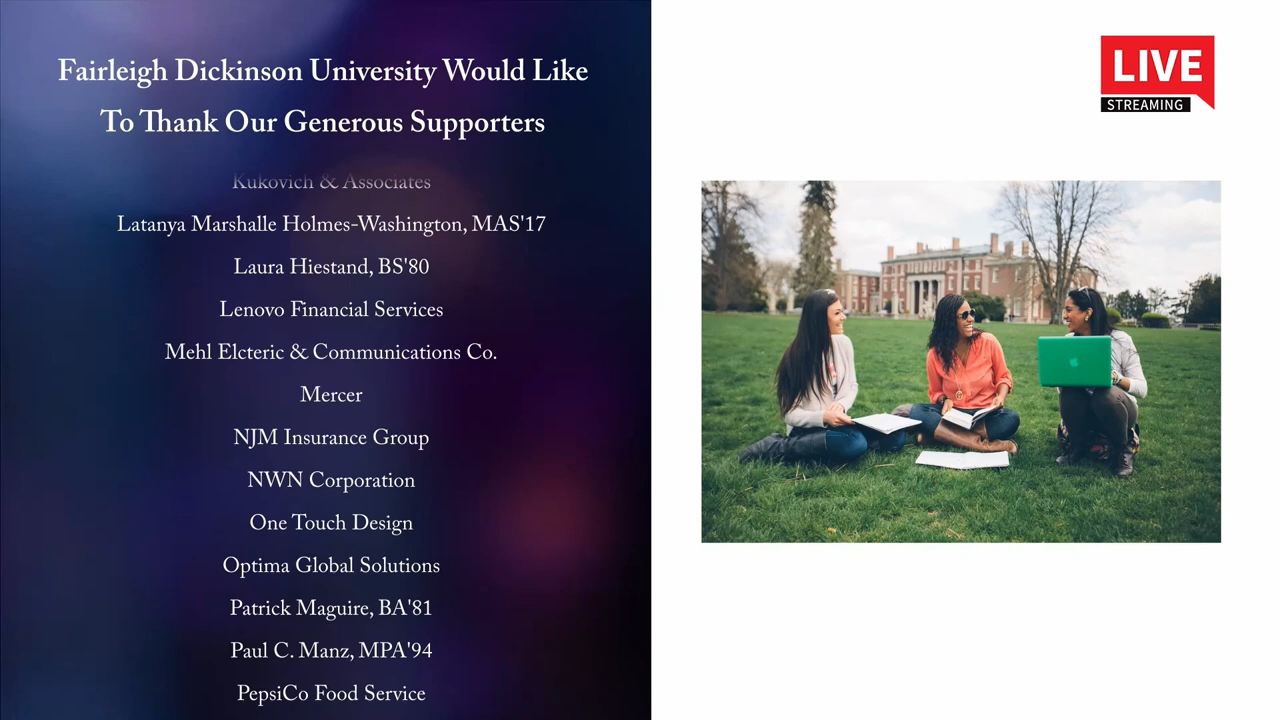 Fairleigh Dickinson University Would Like
To Thank Our Generous Supporters
Kukovich & Associates
Latanya Marshalle Holmes-Washington, MAS'17
Laura Hiestand, BS'80
Lenovo Financial Services
Mehl Elcteric & Communications Co.
Mercer
NJM Insurance Group
NWN Corporation
One Touch Design
Optima Global Solutions
Patrick Maguire, BA'81
Paul C. Manz, MPA'94
PepsiCo Food Service
LIVE
STREAMING